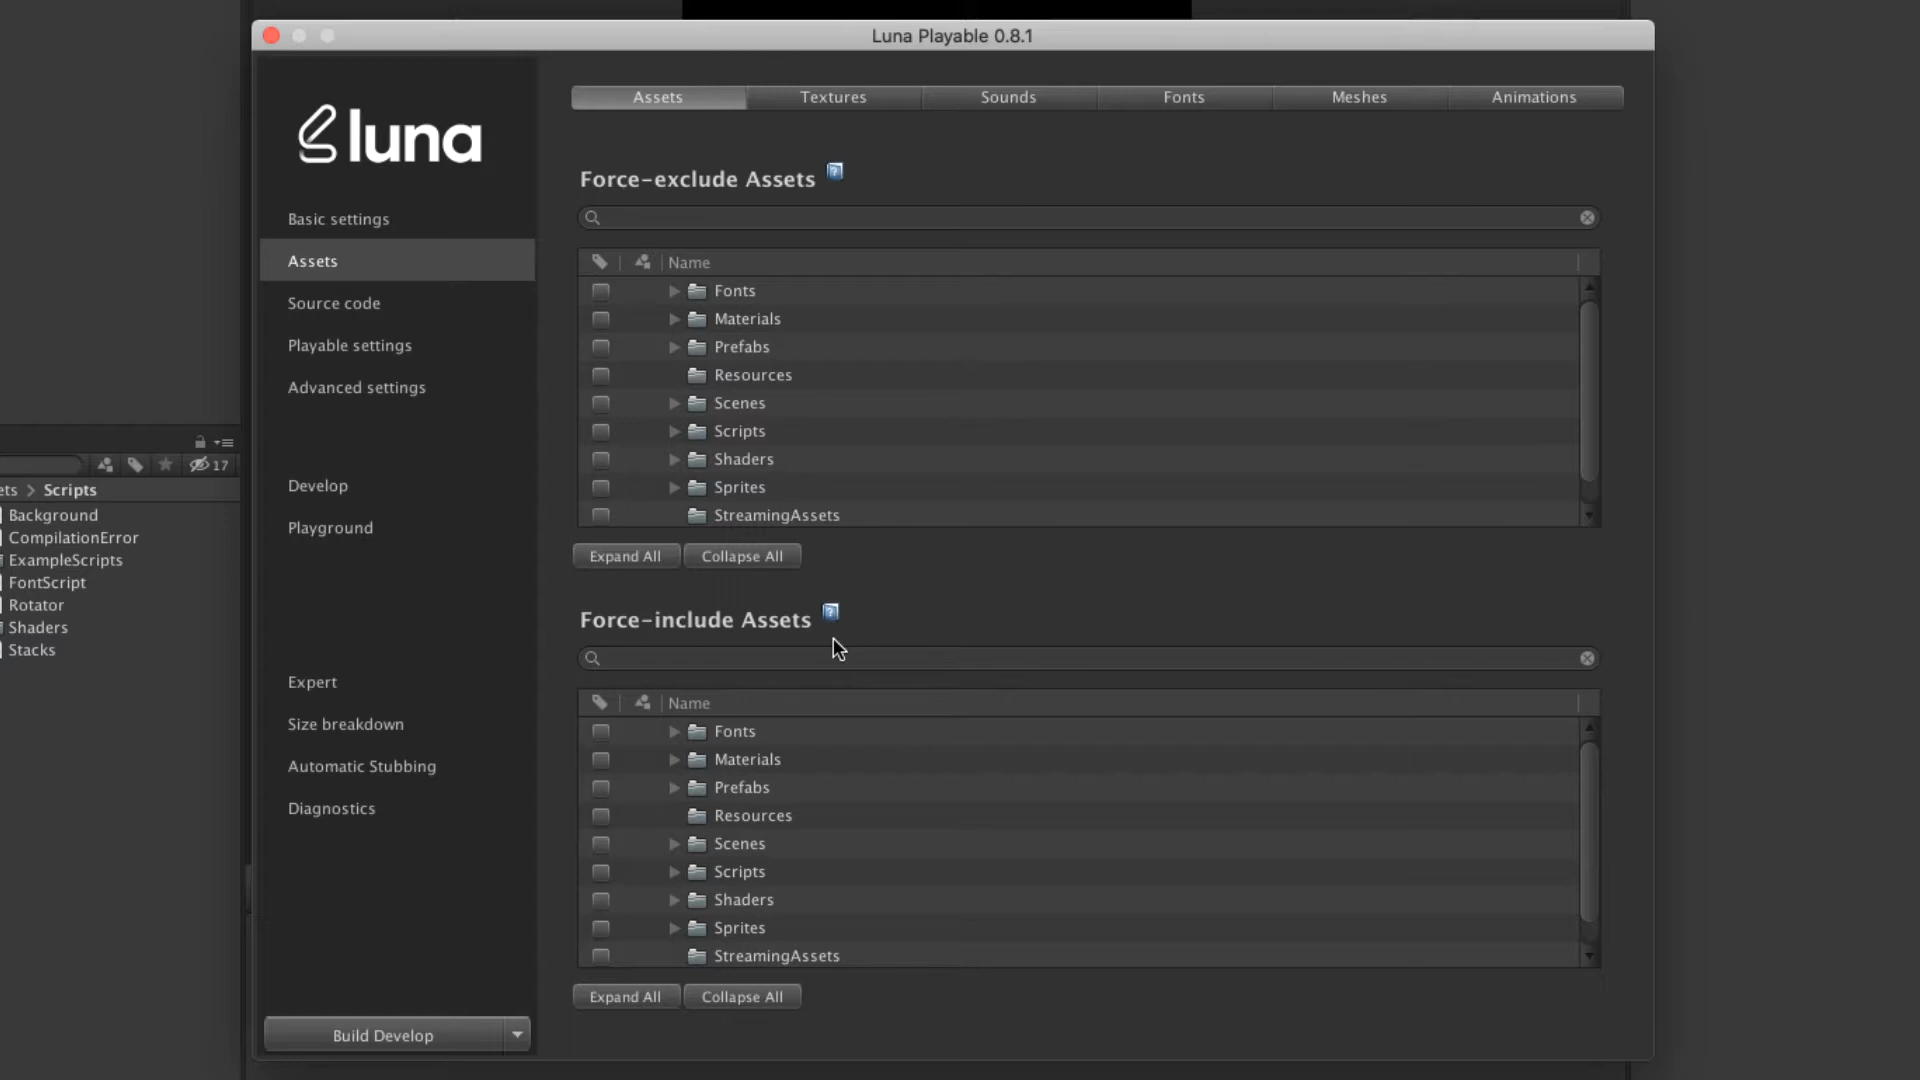 Luna Playable 0.8.1
luna
Basic settings
Assets
Source code
Playable settings
Advanced settings
Develop
Playground
Expert
Size breakdown
Automatic Stubbing
Diagnostics
Build Develop
Assets
Textures
Sounds
Fonts
Meshes
Animations
Force-exclude Assets
Name
Fonts
Materials
Prefabs
Resources
Scenes
Scripts
Shaders
Sprites
StreamingAssets
Expand All
Collapse All
Force-include Assets
Name
Fonts
Materials
Prefabs
Resources
Scenes
Scripts
Shaders
Sprites
StreamingAssets
Expand All
Collapse All
17
ets > Scripts
Background
CompilationError
ExampleScripts
FontScript
Rotator
Shaders
Stacks